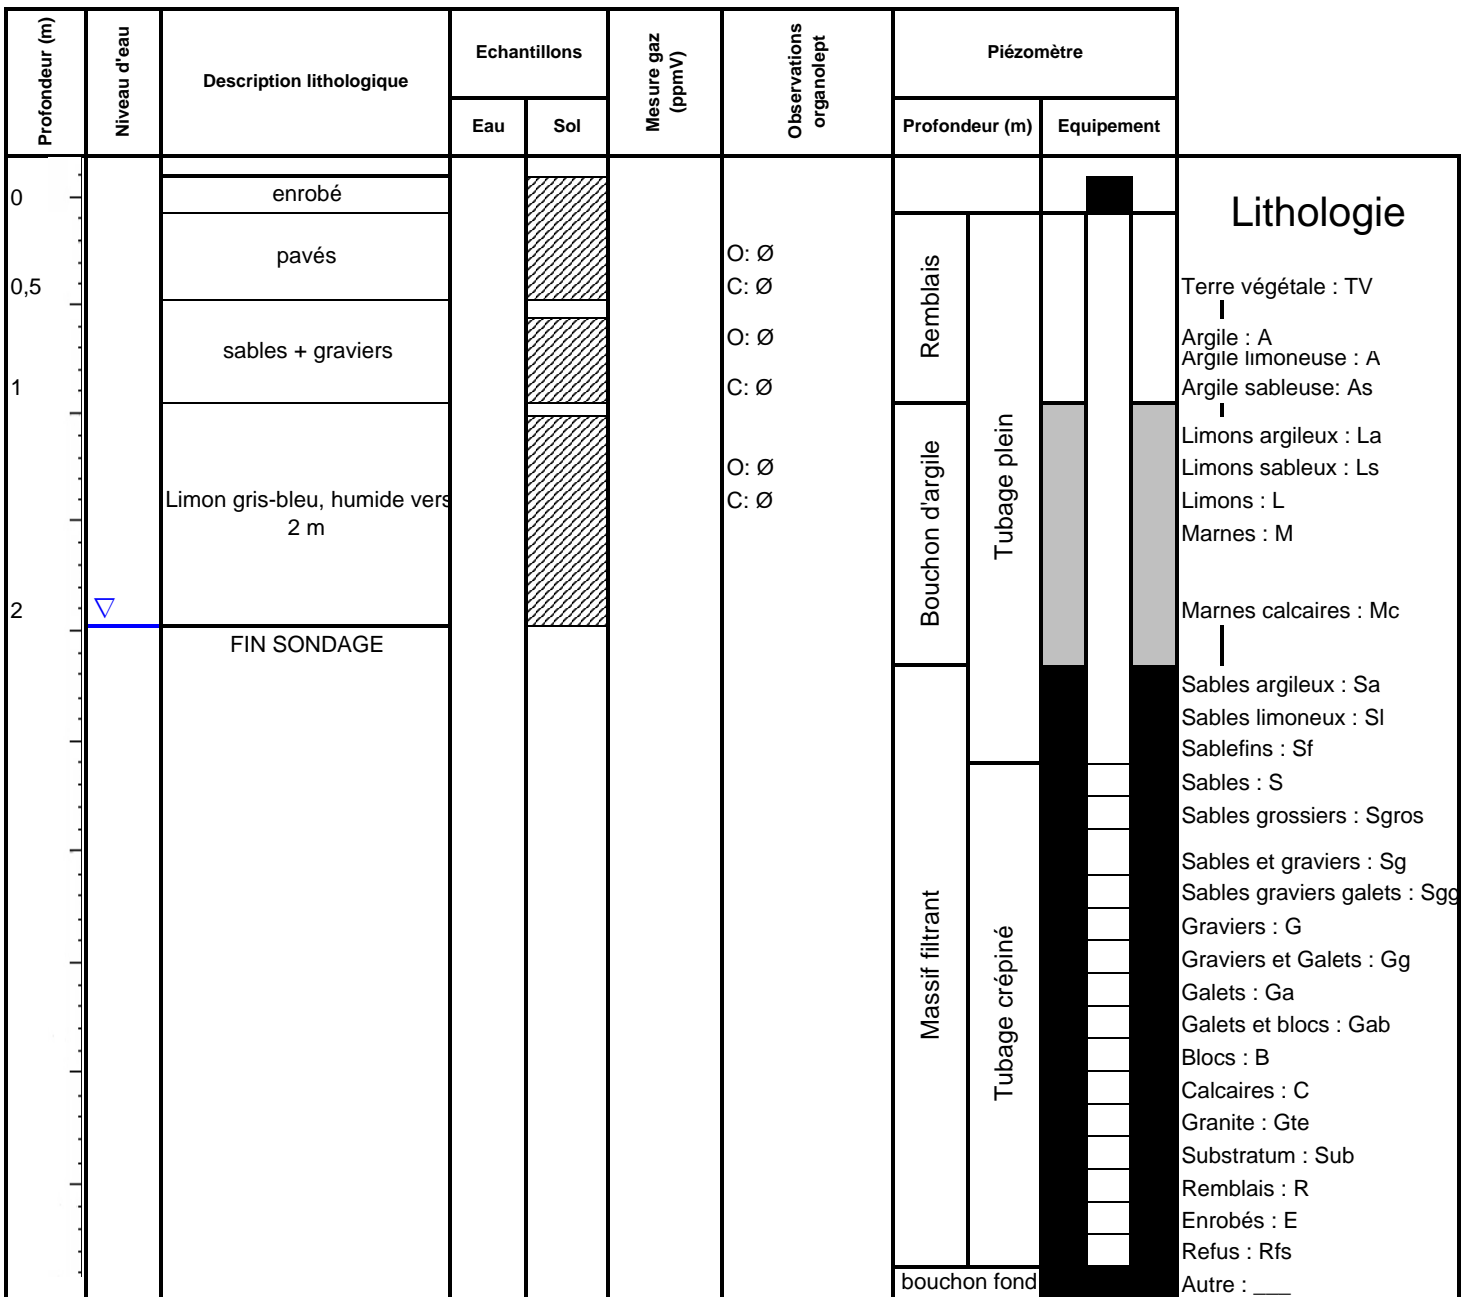 Profondeur (m)
Niveau d'eau
Description lithologique
Echantillons
Eau
Sol
Mesure gaz
(ppmV)
Observations
organolept
Piézomètre
Profondeur (m)
Equipement
0
0,5
1
2
enrobé
pavés
sables + graviers
Limon gris-bleu, humide vers
2 m
FIN SONDAGE
O: Ø
C: Ø
O: Ø
C: Ø
O: Ø
C: Ø
Remblais
Bouchon d'argile
Massif filtrant
Tubage plein
Tubage crépiné
bouchon fond
Lithologie
Terre végétale : TV
Argile : A
Argile limoneuse : A
Argile sableuse: As
Limons argileux : La
Limons sableux : Ls
Limons : L
Marnes : M
Marnes calcaires : Mc
Sables argileux : Sa
Sables limoneux : Sl
Sablefins : Sf
Sables : S
Sables grossiers : Sgros
Sables et graviers : Sg
Sables graviers galets : Sgg
Graviers : G
Graviers et Galets : Gg
Galets : Ga
Galets et blocs : Gab
Blocs : B
Calcaires : C
Granite : Gte
Substratum : Sub
Remblais : R
Enrobés : E
Refus : Rfs
Autre : ___